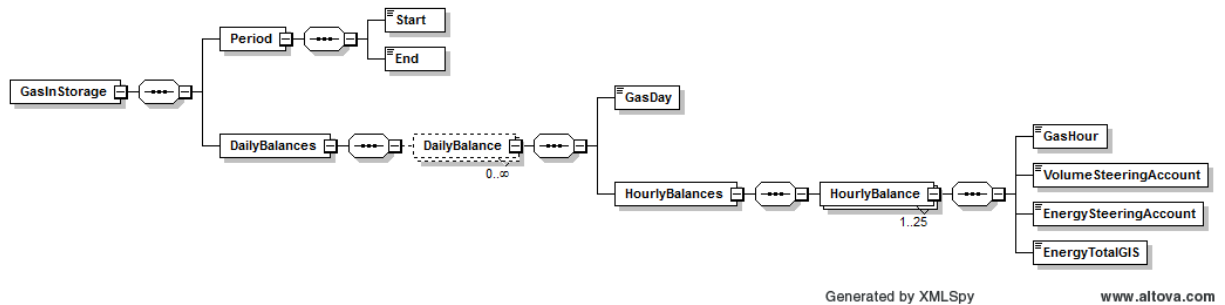 Start
Period
End
GasInStorage
GasDay
DailyBalances
DailyBalance
0..∞
GasHour
HourlyBalances
HourlyBalance
1..25
VolumeSteeringAccount
EnergySteeringAccount
EnergyTotalGIS
Generated by XMLSpy
www.altova.com